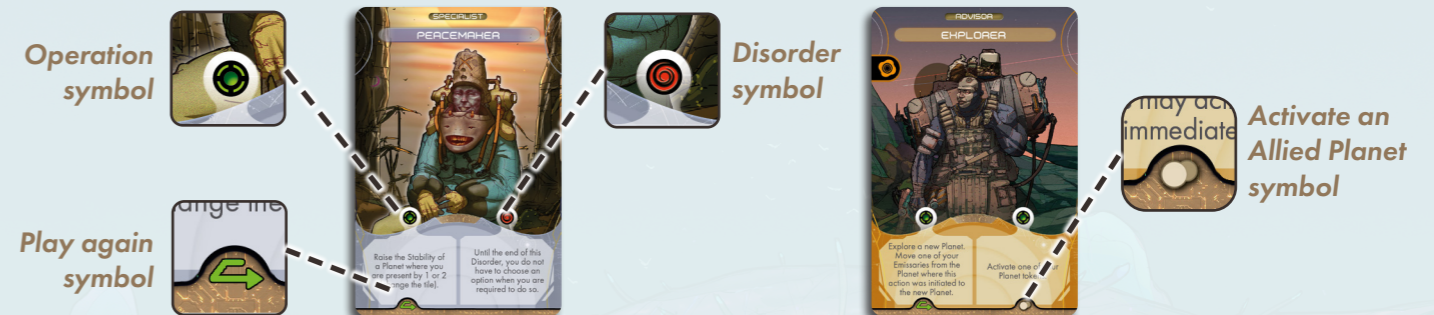 Operation
symbol
Play again
symbol
ange the
SPECIALIST
PEACEMAKER
Raise the Stability of
a Planet where you
are present by 1 or 2
nge the tile).
Until the end of this
Disorder, you do not
have to choose an
option when you are
required to do so.
Disorder
symbol
ADVISOR
EXPLORER
Explore a new Planet.
Move one of your
Emissaries from the
Planet where this
action was initiated to
the new Planet.
Activate one of your
Planet tokens
may act
immediate
Activate an
Allied Planet
symbol